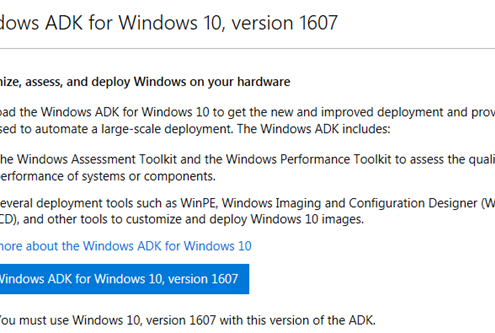 dows ADK for Windows 10, version 1607
nize, assess, and deploy Windows on your hardware
oad the Windows ADK for Windows 10 to get the new and improved deployment and prov
sed to automate a large-scale deployment. The Windows ADK includes:
he Windows Assessment Toolkit and the Windows Performance Toolkit to assess the quali
erformance of systems or components.
everal deployment tools such as WinPE, Windows Imaging and Configuration Designer (W
CD), and other tools to customize and deploy Windows 10 images.
more about the Windows ADK for Windows 10
Windows ADK for Windows 10, version 1607
You must use Windows 10, version 1607 with this version of the ADK.